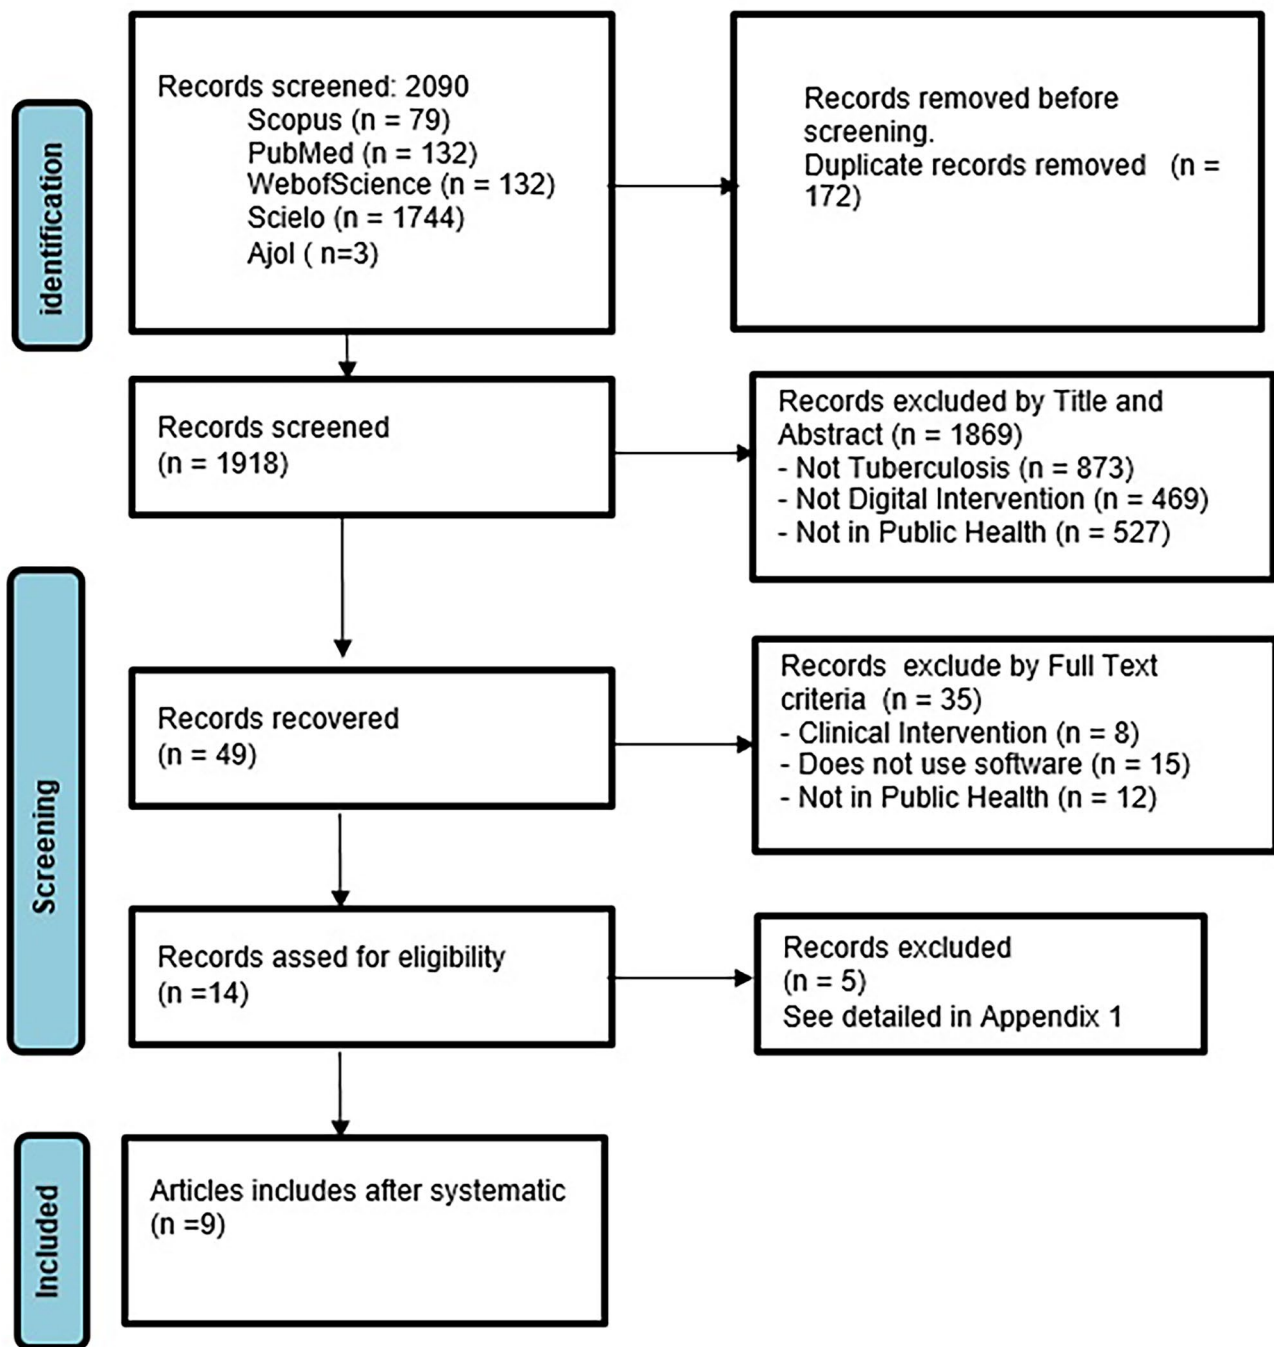 identification
Records screened: 2090
Scopus (n = 79)
PubMed (n = 132)
WebofScience (n = 132)
Scielo (n = 1744)
Ajol ( n=3)
Records removed before
screening.
Duplicate records removed (n =
172)
Records screened
(n = 1918)
Records excluded by Title and
Abstract (n = 1869)
- Not Tuberculosis (n = 873)
- Not Digital Intervention (n = 469)
- Not in Public Health (n = 527)
Screening
Records recovered
(n = 49)
Records exclude by Full Text
criteria (n = 35)
- Clinical Intervention (n = 8)
- Does not use software (n = 15)
- Not in Public Health (n = 12)
Records assed for eligibility
(n =14)
Records excluded
(n = 5)
See detailed in Appendix 1
Included
Articles includes after systematic
(n =9)